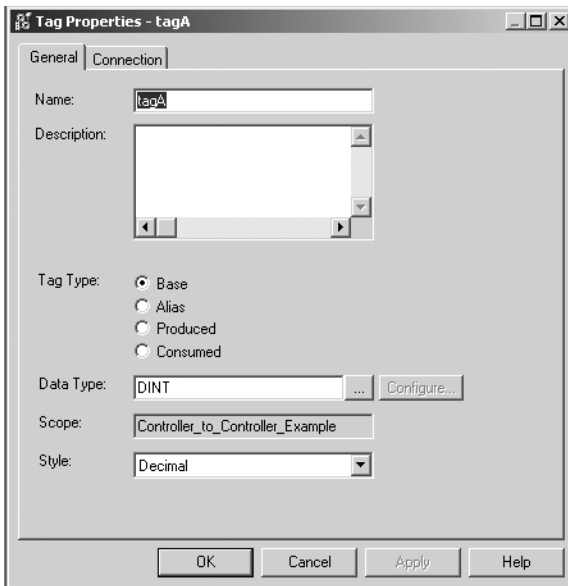 Tag Properties - tagA
General Connection
Name: tagA
Description:
Tag Type: Base
Alias
Produced
Consumed
Data Type: DINT ... Configure...
Scope: Controller_to_Controller_Example
Style: Decimal
OK Cancel Apply Help